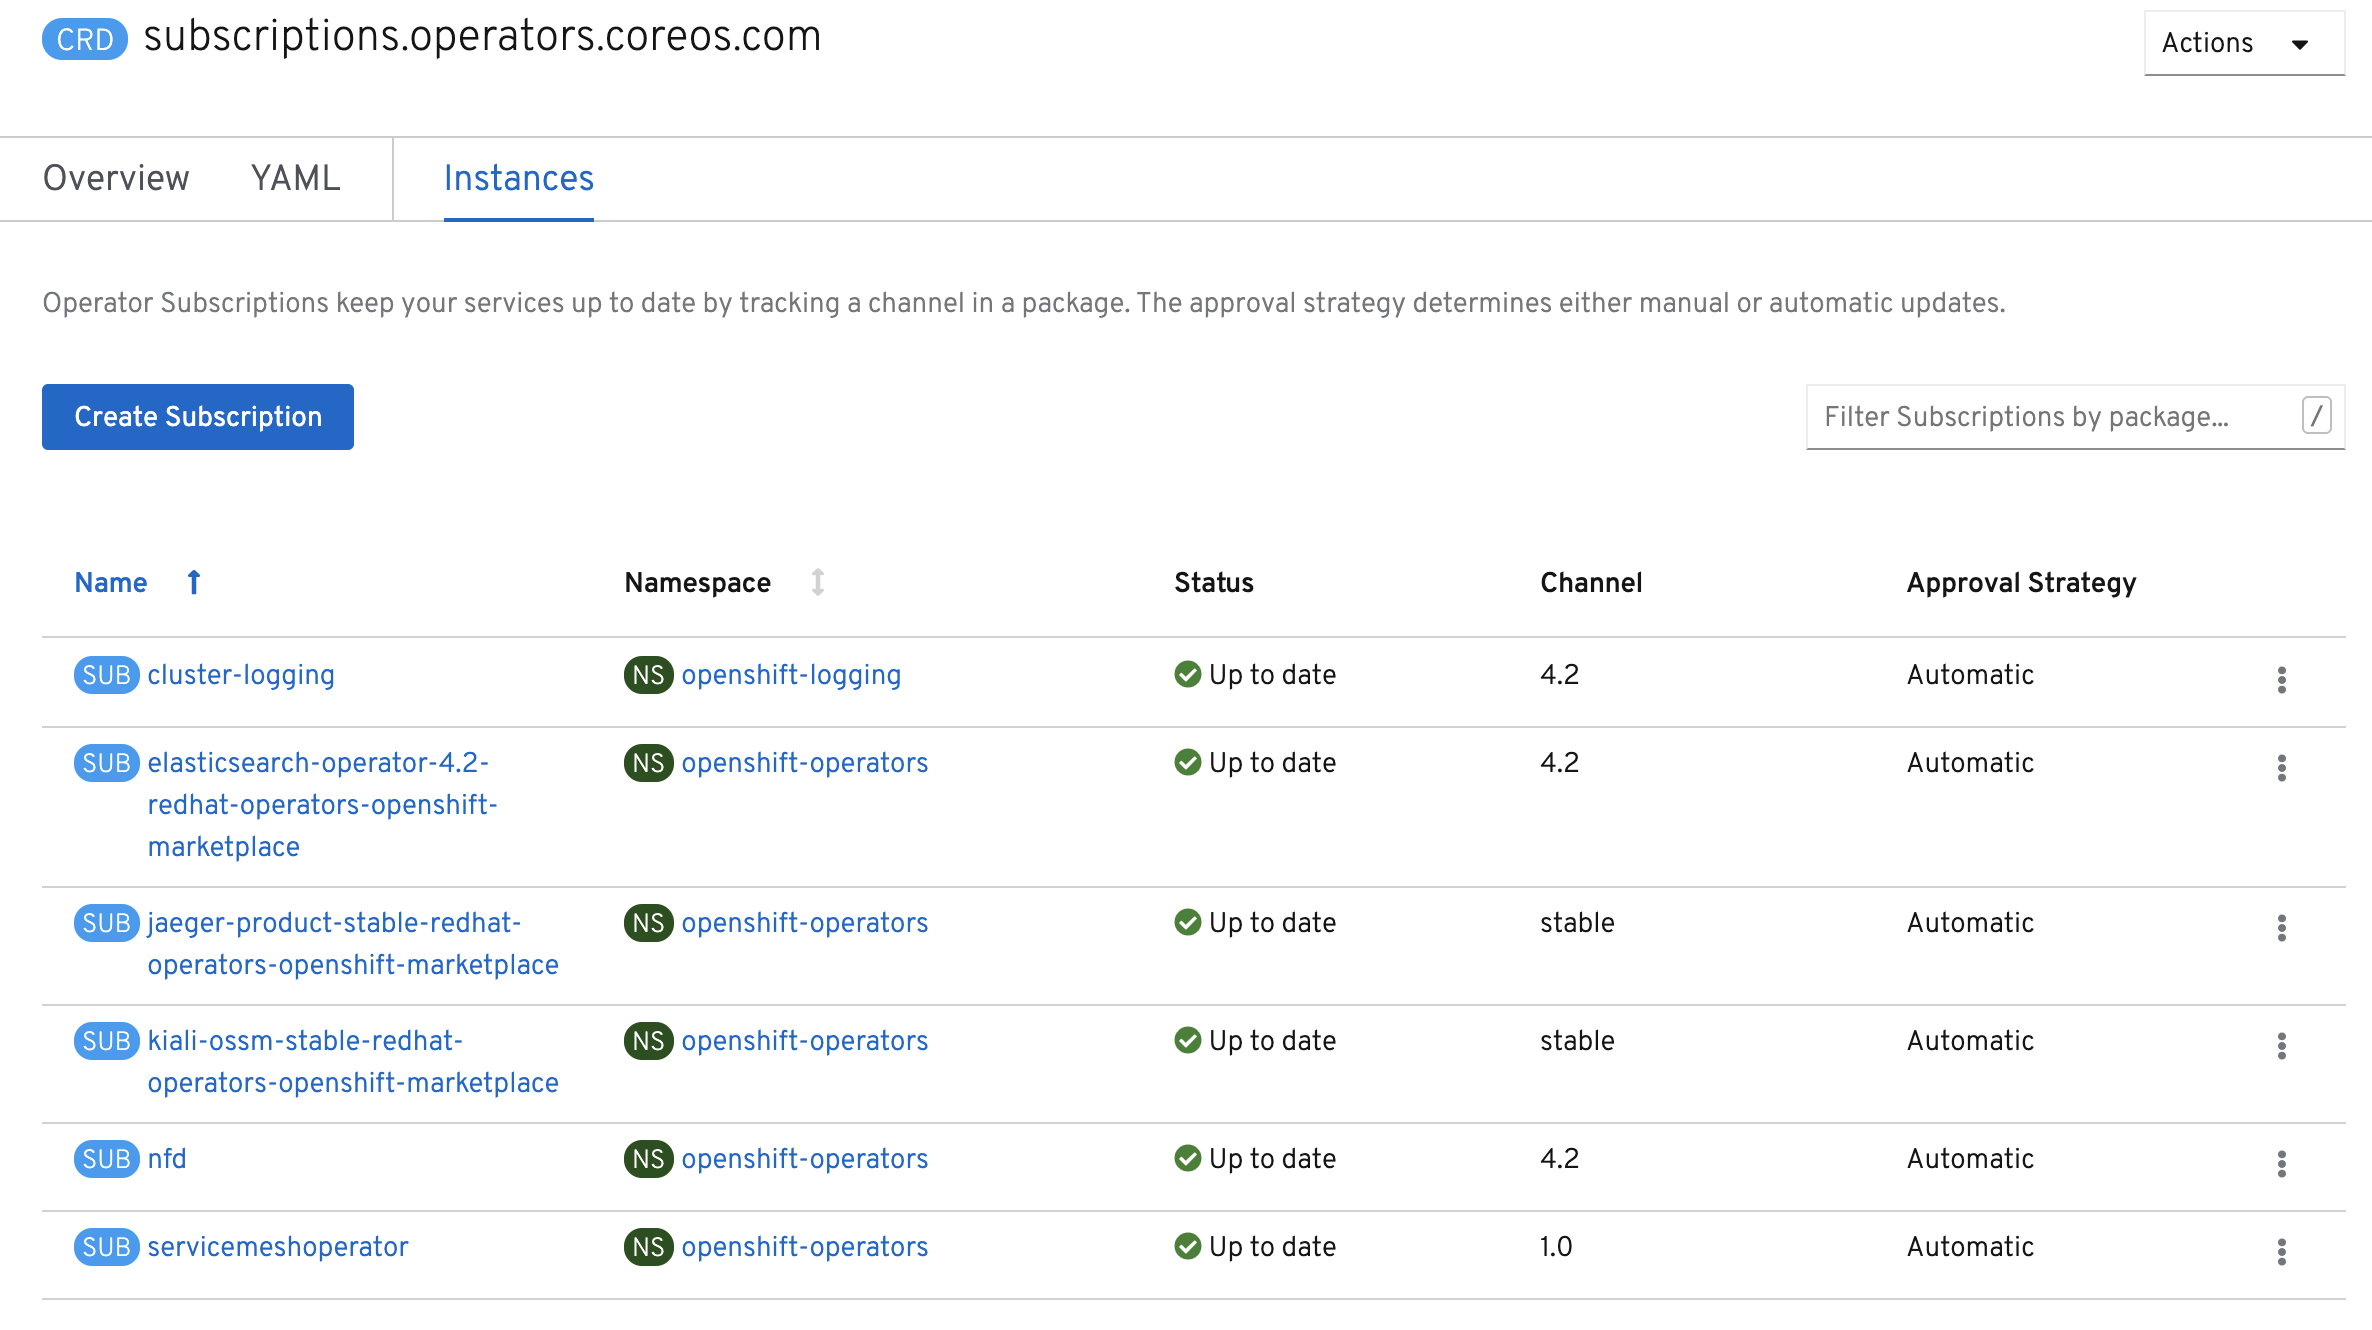 CRD subscriptions.operators.coreos.com
Actions
Overview YAML Instances
Operator Subscriptions keep your services up to date by tracking a channel in a package. The approval strategy determines either manual or automatic updates.
Create Subscription
Filter Subscriptions by package... /
Name Namespace Status Channel Approval Strategy
SUB cluster-logging NS openshift-logging Up to date 4.2 Automatic
SUB elasticsearch-operator-4.2- NS openshift-operators Up to date 4.2 Automatic
redhat-operators-openshift-
marketplace
SUB jaeger-product-stable-redhat- NS openshift-operators Up to date stable Automatic
operators-openshift-marketplace
SUB kiali-ossm-stable-redhat- NS openshift-operators Up to date stable Automatic
operators-openshift-marketplace
SUB nfd NS openshift-operators Up to date 4.2 Automatic
SUB servicemeshoperator NS openshift-operators Up to date 1.0 Automatic